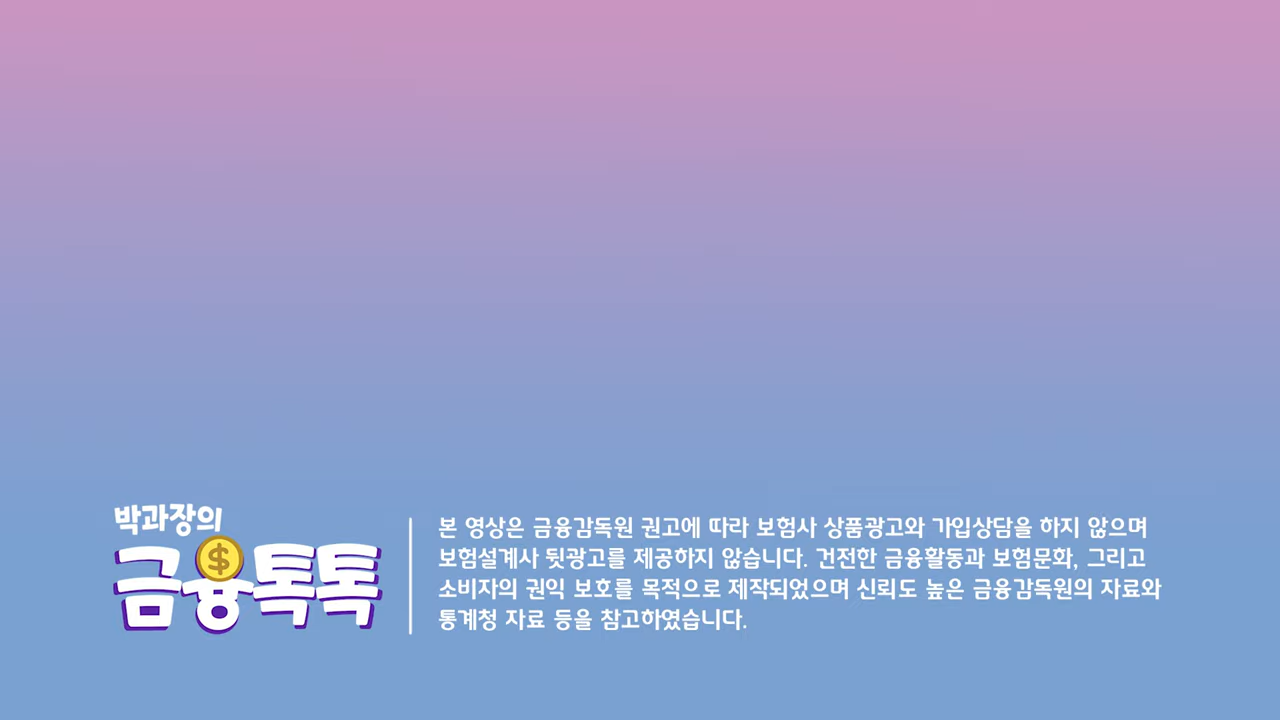 박과장의
금융톡톡
본 영상은 금융감독원 권고에 따라 보험사 상품광고와 가입상담을 하지 않으며
보험설계사 뒷광고를 제공하지 않습니다. 건전한 금융활동과 보험문화, 그리고
소비자의 권익 보호를 목적으로 제작되었으며 신뢰도 높은 금융감독원의 자료와
통계청 자료 등을 참고하였습니다.